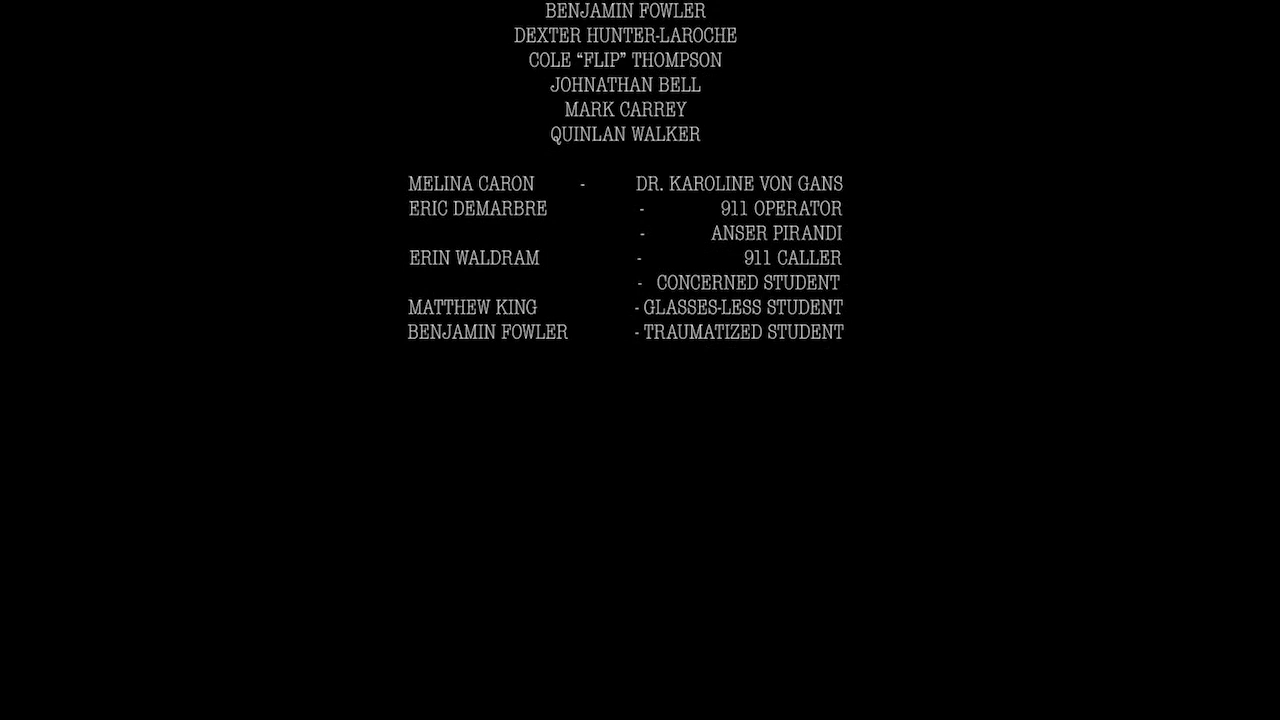 BENJAMIN FOWLER
DEXTER HUNTER-LAROCHE
COLE “FLIP” THOMPSON
JOHNATHAN BELL
MARK CARREY
QUINLAN WALKER
MELINA CARON - DR. KAROLINE VON GANS
ERIC DEMARBRE - 911 OPERATOR
- ANSER PIRANDI
ERIN WALDRAM - 911 CALLER
- CONCERNED STUDENT
MATTHEW KING - GLASSES-LESS STUDENT
BENJAMIN FOWLER - TRAUMATIZED STUDENT